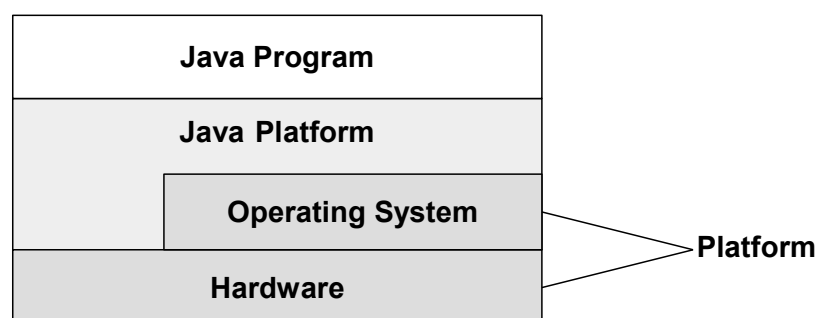 Java Program
Java Platform
Operating System
Platform
Hardware